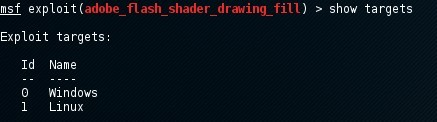 msf exploit(adobe_flash_shader_drawing_fill) > show targets
Exploit targets:
Id Name
-- ----
0 Windows
1 Linux